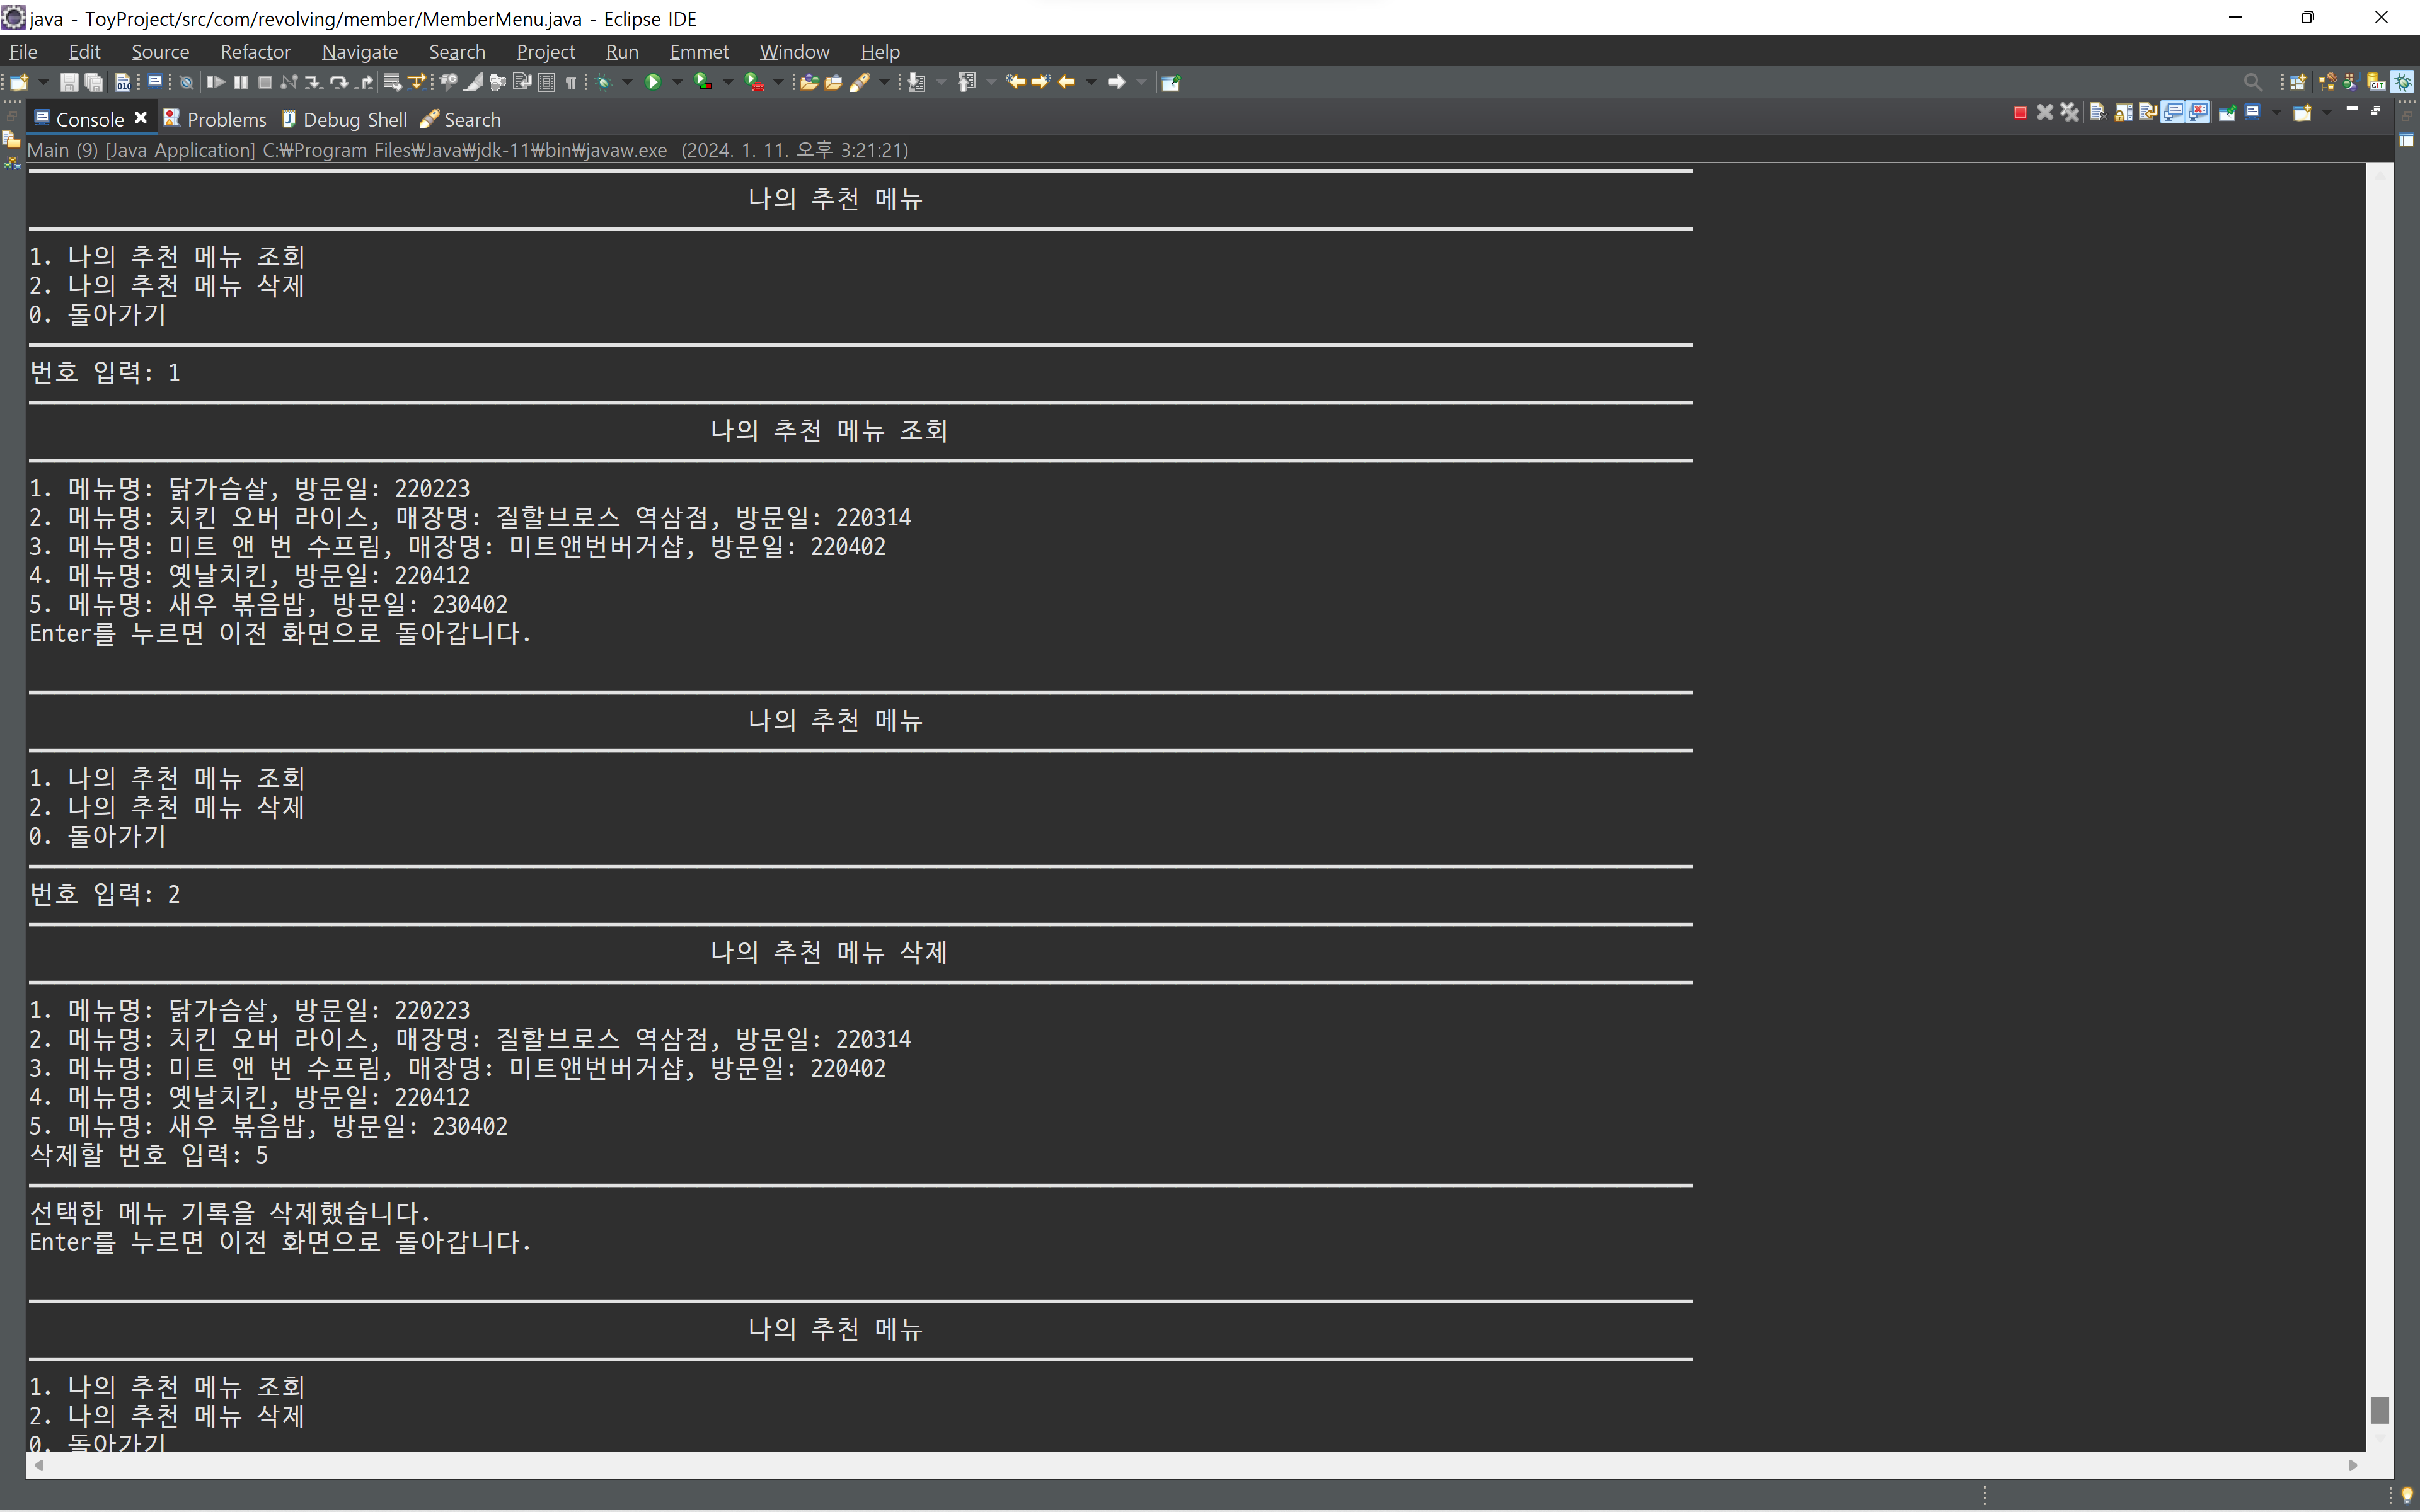 java - ToyProject/src/com/revolving/member/MemberMenu.java - Eclipse IDE
File Edit Source Refactor Navigate Search Project Run Emmet Window Help
Console Problems Debug Shell Search
Main (9) [Java Application] C:₩Program Files₩Java₩jdk-11₩bin₩javaw.exe (2024. 1. 11. 오후 3:21:21)
나의 추천 메뉴
1. 나의 추천 메뉴 조회
2. 나의 추천 메뉴 삭제
0. 돌아가기
번호 입력: 1
나의 추천 메뉴 조회
1. 메뉴명: 닭가슴살, 방문일: 220223
2. 메뉴명: 치킨 오버 라이스, 매장명: 질할브로스 역삼점, 방문일: 220314
3. 메뉴명: 미트 앤 번 수프림, 매장명: 미트앤번버거샵, 방문일: 220402
4. 메뉴명: 옛날치킨, 방문일: 220412
5. 메뉴명: 새우 볶음밥, 방문일: 230402
Enter를 누르면 이전 화면으로 돌아갑니다.
나의 추천 메뉴
1. 나의 추천 메뉴 조회
2. 나의 추천 메뉴 삭제
0. 돌아가기
번호 입력: 2
나의 추천 메뉴 삭제
1. 메뉴명: 닭가슴살, 방문일: 220223
2. 메뉴명: 치킨 오버 라이스, 매장명: 질할브로스 역삼점, 방문일: 220314
3. 메뉴명: 미트 앤 번 수프림, 매장명: 미트앤번버거샵, 방문일: 220402
4. 메뉴명: 옛날치킨, 방문일: 220412
5. 메뉴명: 새우 볶음밥, 방문일: 230402
삭제할 번호 입력: 5
선택한 메뉴 기록을 삭제했습니다.
Enter를 누르면 이전 화면으로 돌아갑니다.
나의 추천 메뉴
1. 나의 추천 메뉴 조회
2. 나의 추천 메뉴 삭제
0. 돌아가기